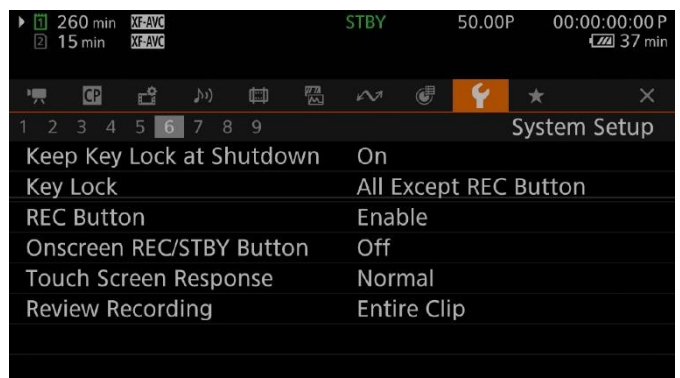 1 260 min XF-AVC STBY 50.00P 00:00:00:00 P
2 15 min XF-AVC 37 min
CP
1 2 3 4 5 6 7 8 9 System Setup
Keep Key Lock at Shutdown On
Key Lock All Except REC Button
REC Button Enable
Onscreen REC/STBY Button Off
Touch Screen Response Normal
Review Recording Entire Clip